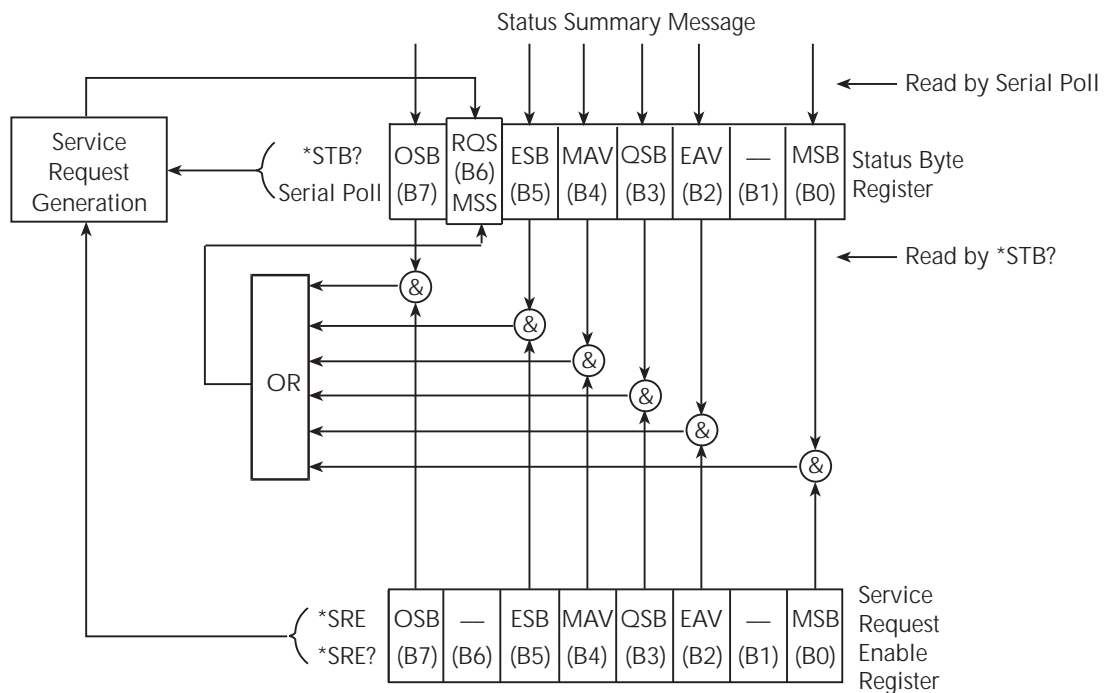 Status Summary Message
Read by Serial Poll
Service
Request
Generation
*STB?
Serial Poll
OSB
(B7)
RQS
(B6)
MSS
ESB
(B5)
MAV
(B4)
QSB
(B3)
EAV
(B2)
—
(B1)
MSB
(B0)
Status Byte
Register
Read by *STB?
&
&
&
&
&
&
OR
*SRE
*SRE?
OSB
(B7)
—
(B6)
ESB
(B5)
MAV
(B4)
QSB
(B3)
EAV
(B2)
—
(B1)
MSB
(B0)
Service
Request
Enable
Register